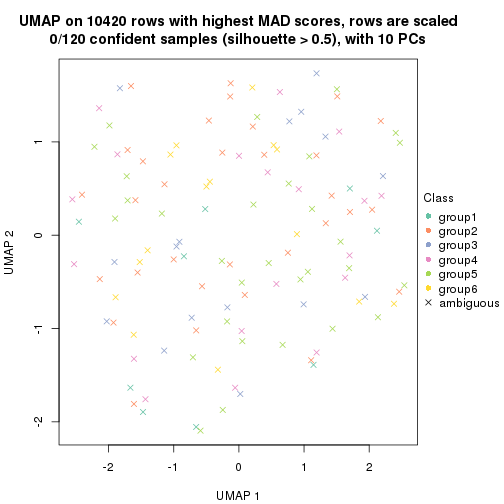 UMAP on 10420 rows with highest MAD scores, rows are scaled
0/120 confident samples (silhouette > 0.5), with 10 PCs
UMAP 2
1
0
-1
-2
-2
-1
0
1
2
UMAP 1
Class
group1
group2
group3
group4
group5
group6
ambiguous